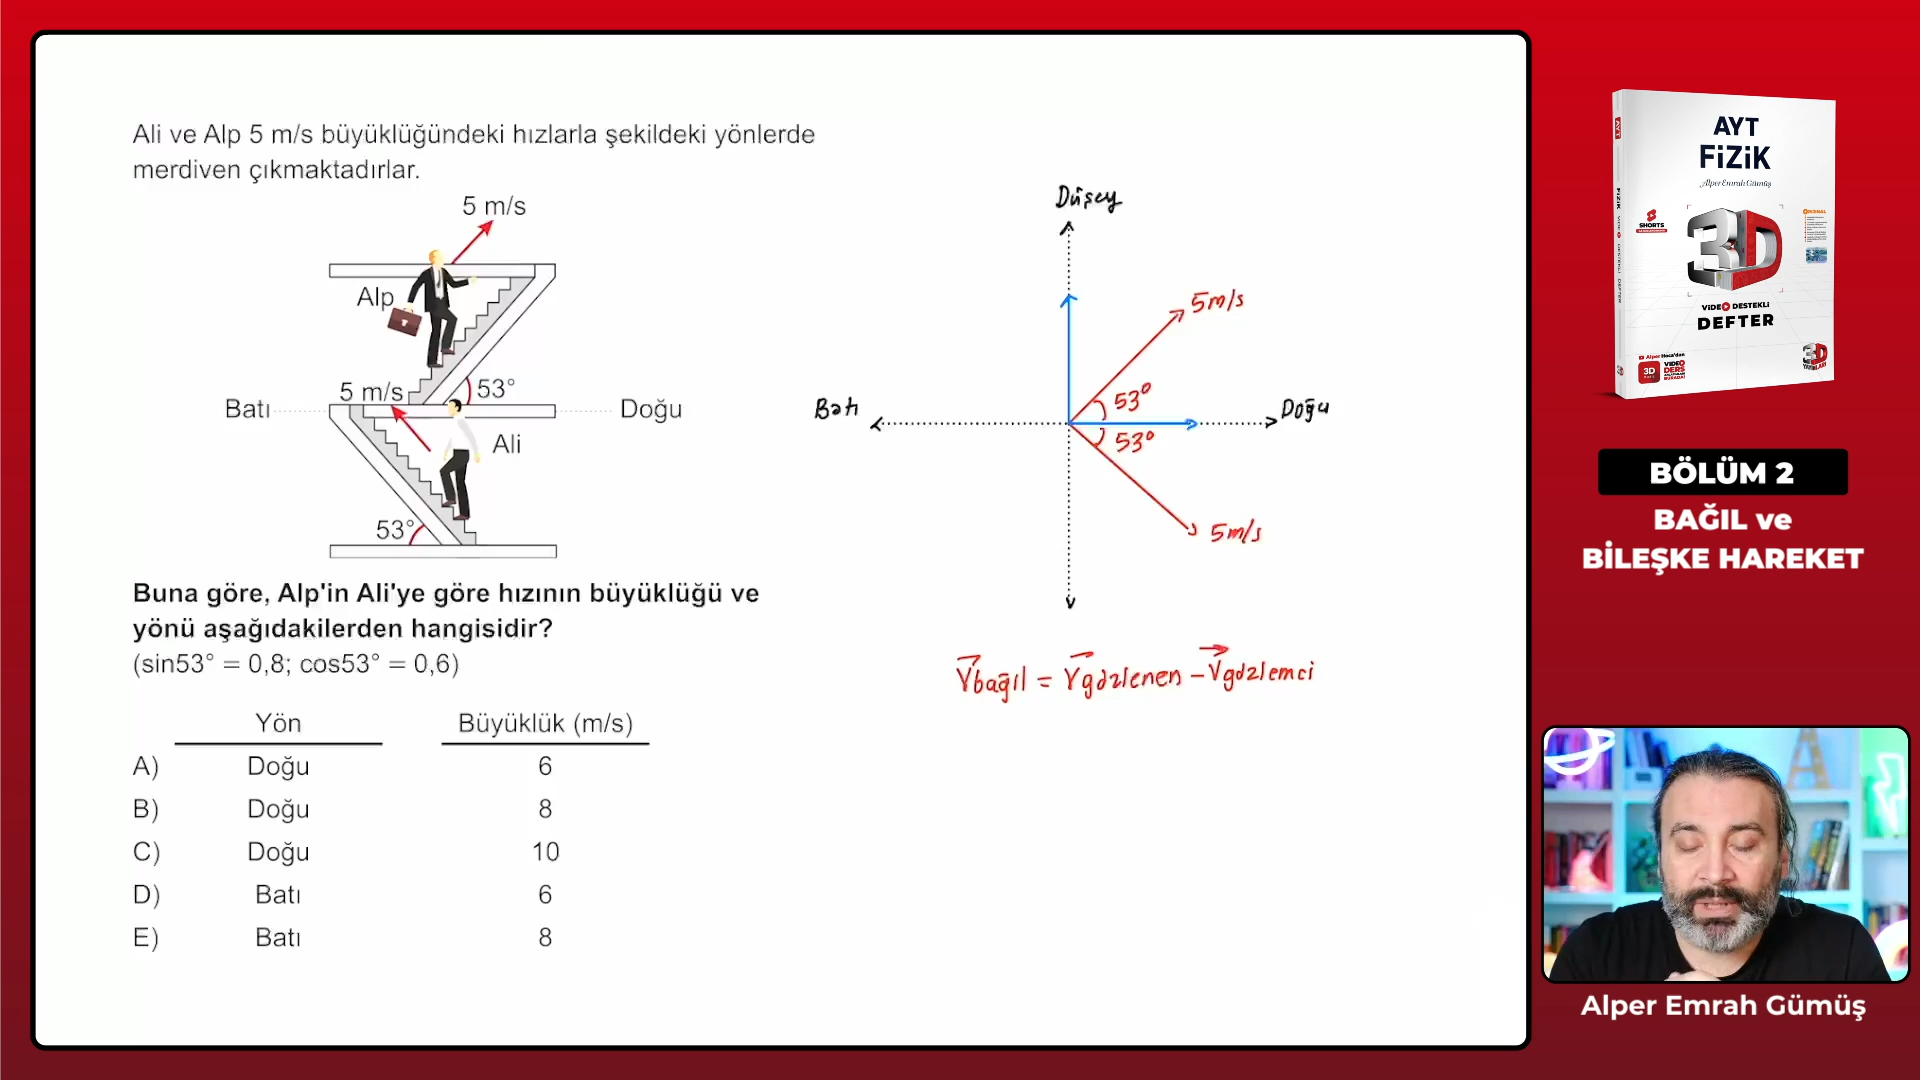 Ali ve Alp 5 m/s büyüklüğündeki hızlarla şekildeki yönlerde
merdiven çıkmaktadırlar.
5 m/s
Alp
5 m/s
53°
Batı
Doğu
Ali
53°
Buna göre, Alp'in Ali'ye göre hızının büyüklüğü ve
yönü aşağıdakilerden hangisidir?
(sin53° = 0,8; cos53° = 0,6)
Yön Büyüklük (m/s)
A) Doğu 6
B) Doğu 8
C) Doğu 10
D) Batı 6
E) Batı 8
Düşey
5m/s
53°
Batı
Doğu
53°
5m/s
Vbağıl = Vgözlenen - Vgözlemci
AYT
FİZİK
Alper Emrah Gümüş
SHORTS
3D
VİDEO DESTEKLİ
DEFTER
Alper Hoca'dan
BÖLÜM 2
BAĞIL ve
BİLEŞKE HAREKET
Alper Emrah Gümüş